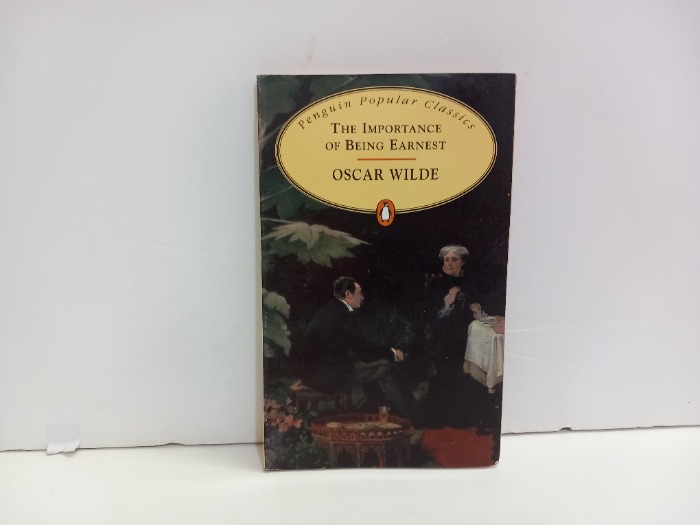 Penguin Popular Classics
THE IMPORTANCE
OF BEING EARNEST
OSCAR WILDE